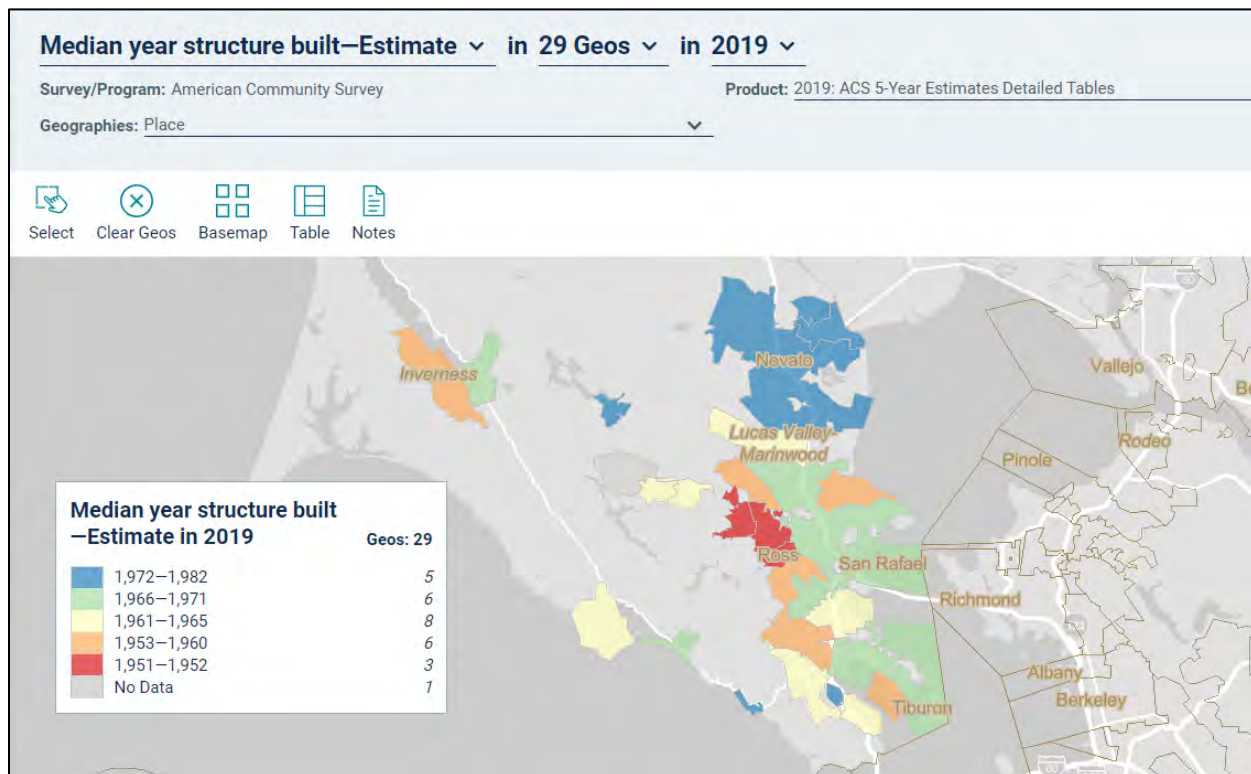 Median year structure built—Estimate in 29 Geos in 2019
Survey/Program: American Community Survey
Product: 2019: ACS 5-Year Estimates Detailed Tables
Geographies: Place
Select Clear Geos Basemap Table Notes
Novato
Inverness
Vallejo
Lucas Valley-
Marinwood
Rodeo
Pinole
Median year structure built
—Estimate in 2019 Geos: 29
1,972—1,982 5
1,966—1,971 6
1,961—1,965 8
1,953—1,960 6
1,951—1,952 3
No Data 1
Ross
San Rafael
Richmond
Albany
Berkeley
Tiburon